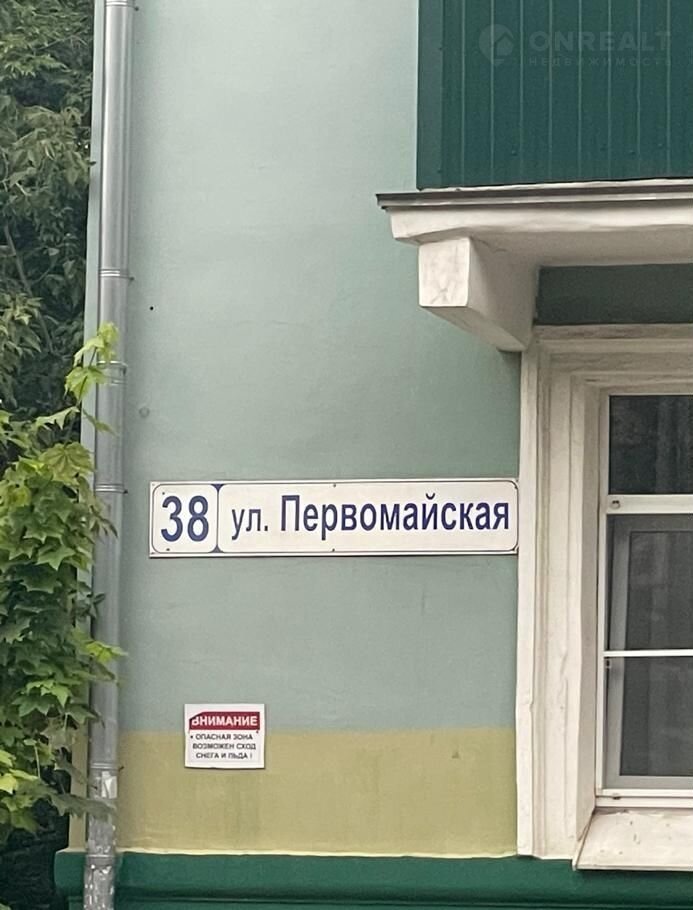 ONREALT
НЕДВИЖИМОСТЬ
38 ул. Первомайская
ВНИМАНИЕ
• ОПАСНАЯ ЗОНА
ВОЗМОЖЕН СХОД
СНЕГА И ЛЬДА !